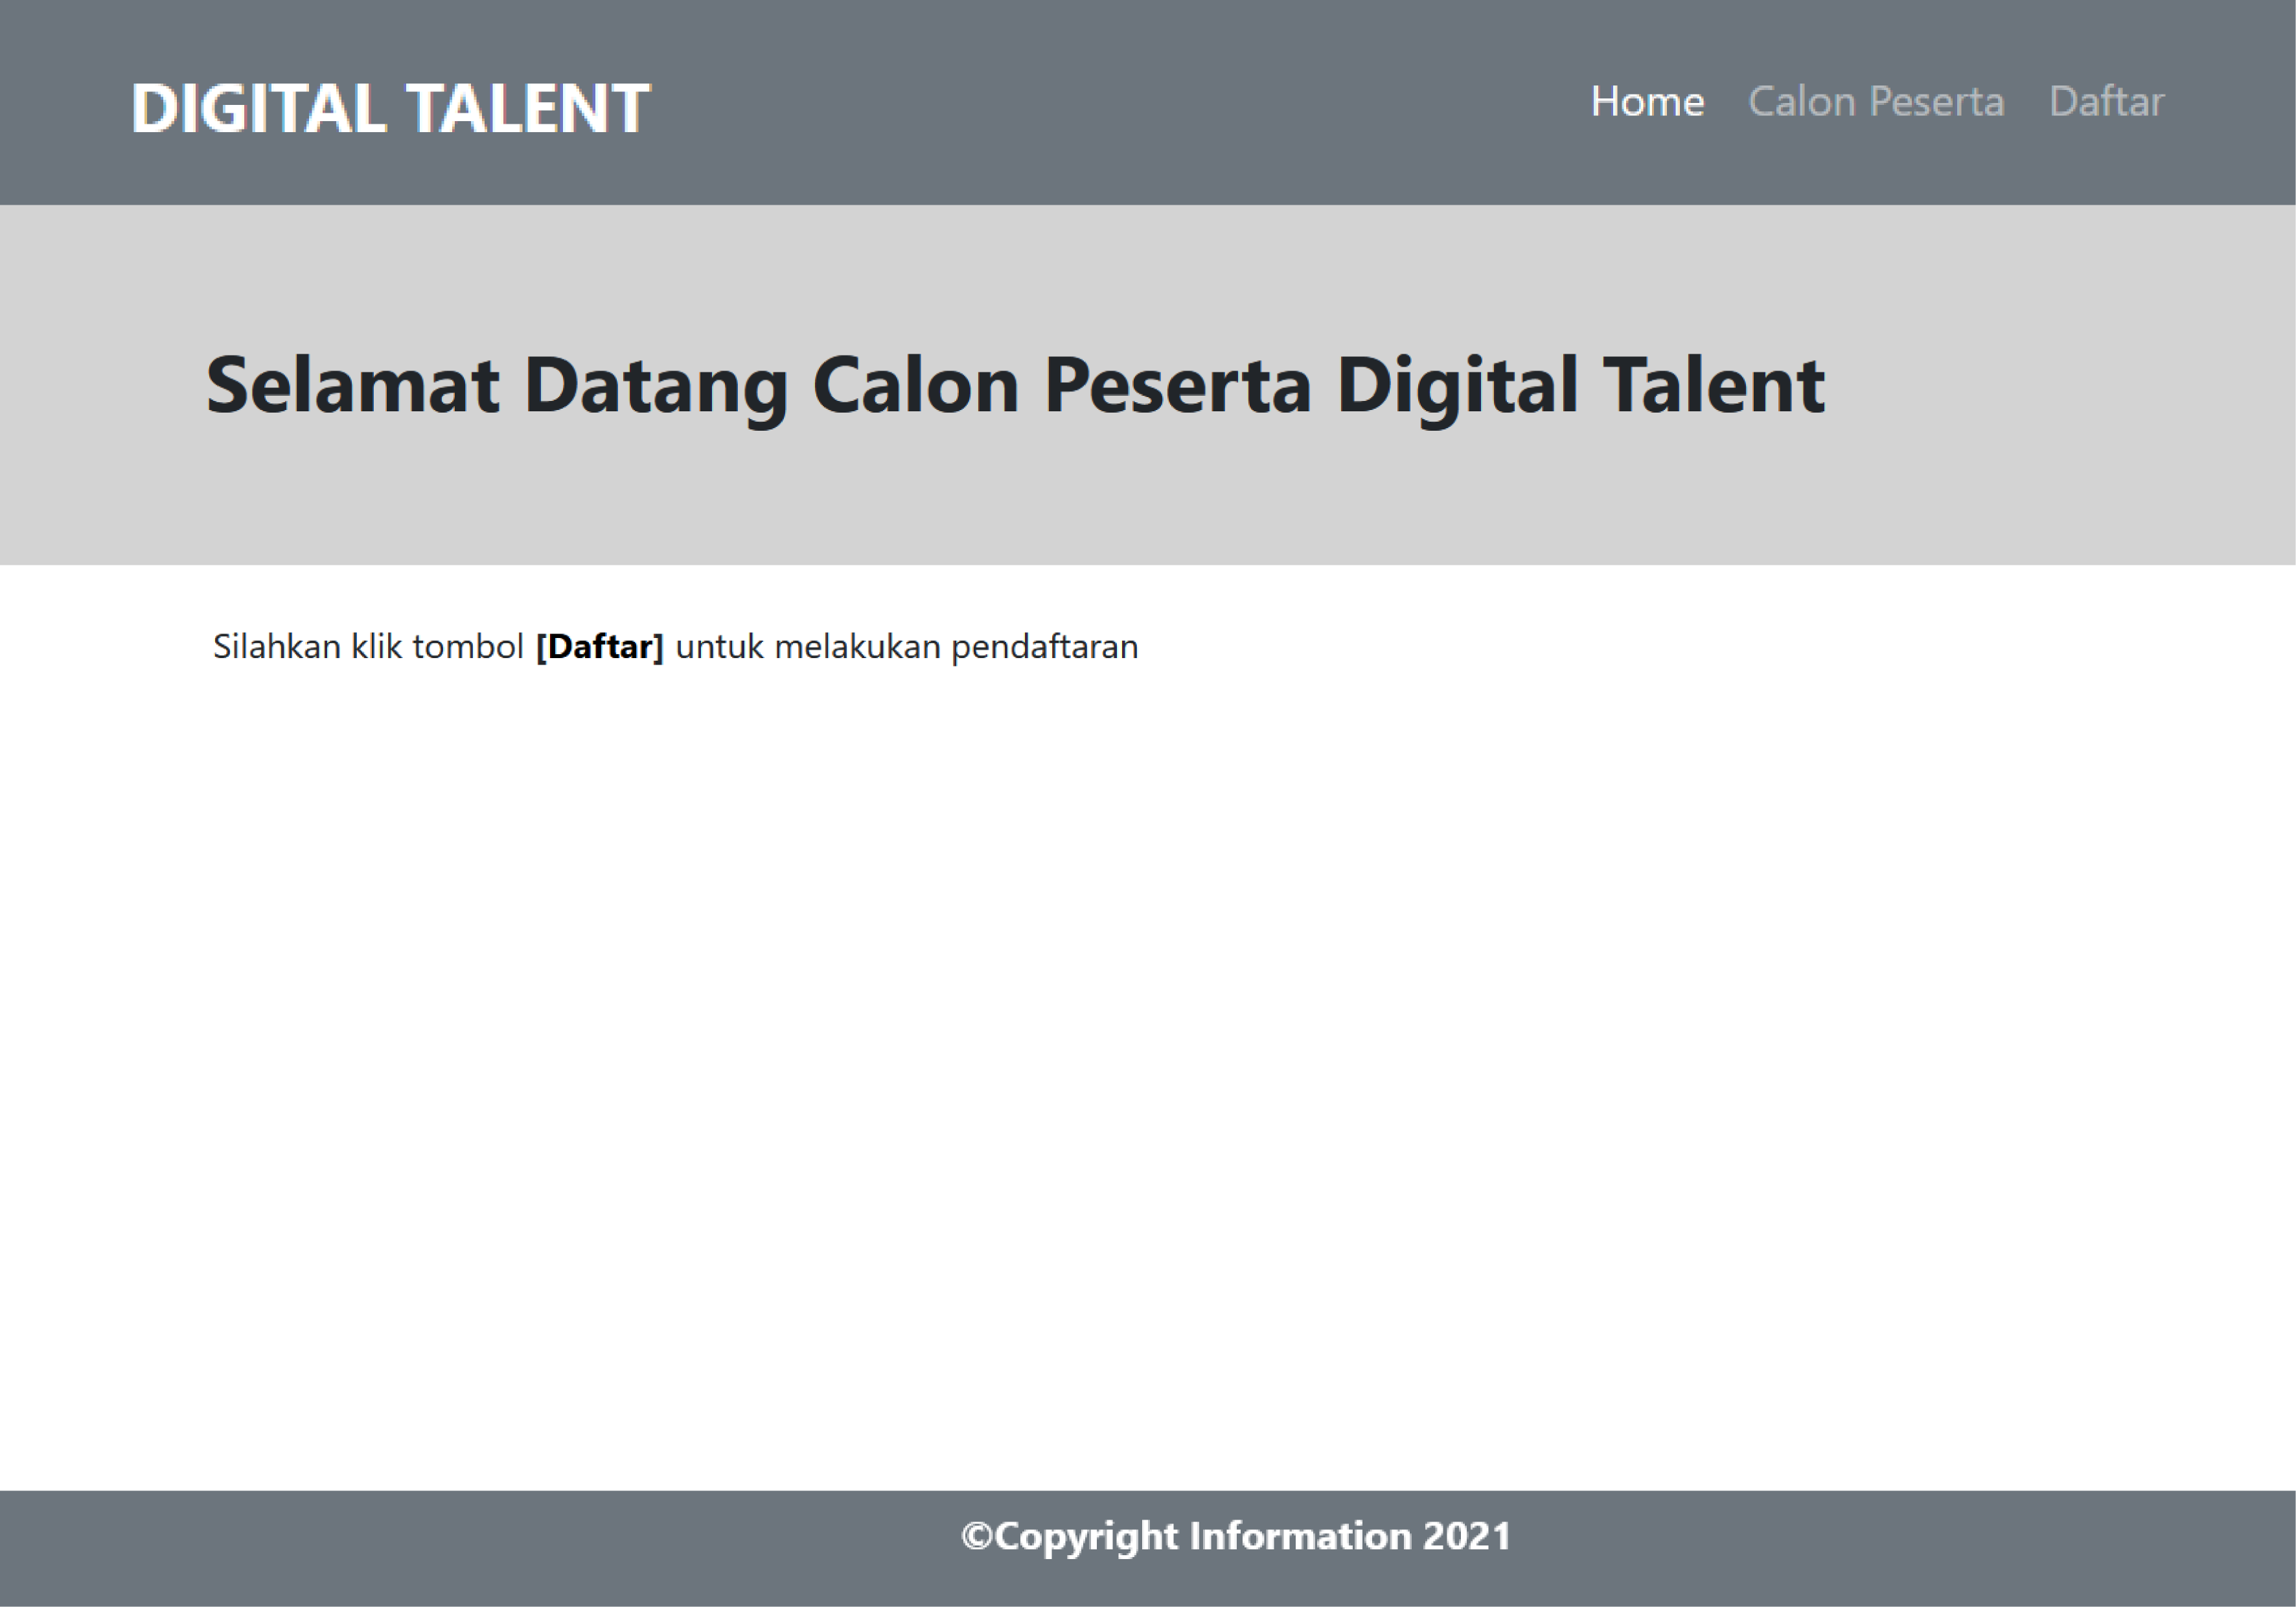 DIGITAL TALENT
Home Calon Peserta Daftar
Selamat Datang Calon Peserta Digital Talent
Silahkan klik tombol [Daftar] untuk melakukan pendaftaran
©Copyright Information 2021